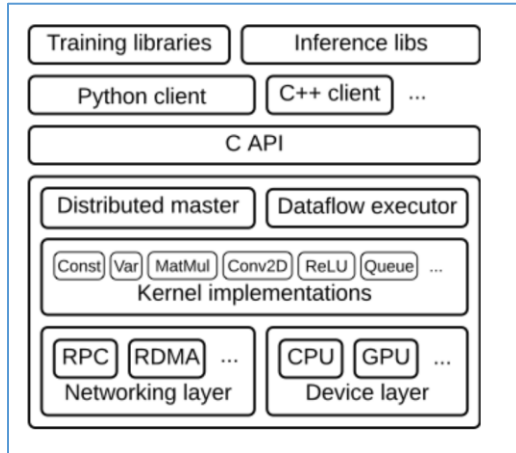 Training libraries Inference libs
Python client C++ client ...
C API
Distributed master Dataflow executor
Const Var MatMul Conv2D ReLU Queue ...
Kernel implementations
RPC RDMA ... CPU GPU ...
Networking layer Device layer